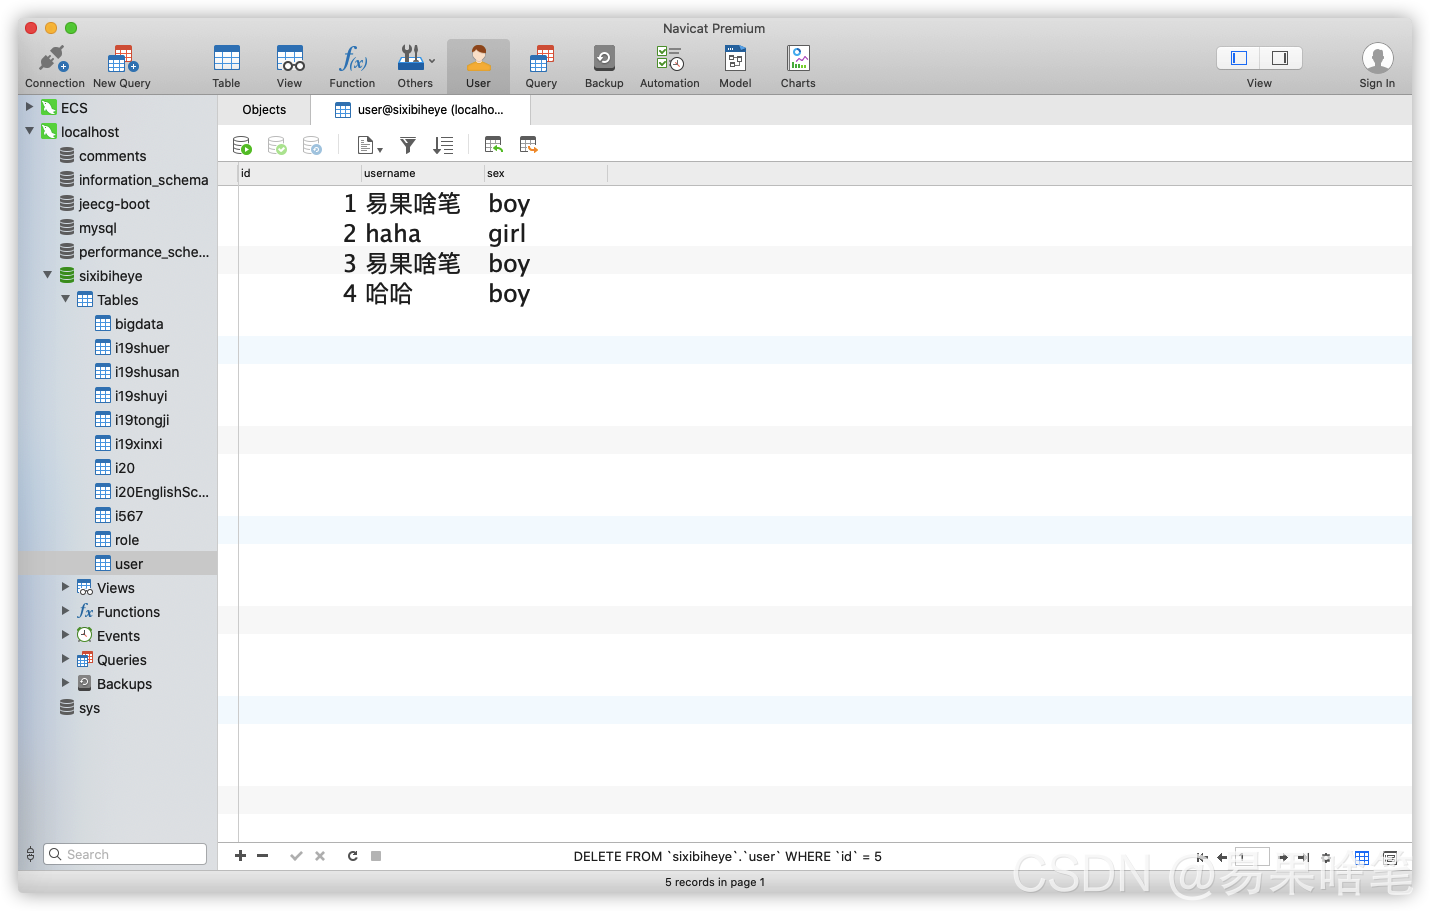 Navicat Premium
Connection New Query Table View Function Others User Query Backup Automation Model Charts View Sign In
ECS
localhost
comments
information_schema
jeecg-boot
mysql
performance_sche...
sixibiheye
Tables
bigdata
i19shuer
i19shusan
i19shuyi
i19tongji
i19xinxi
i20
i20EnglishSc...
i567
role
user
Views
Functions
Events
Queries
Backups
sys
Search
Objects user@sixibiheye (localho...
id username sex
1 易果啥笔 boy
2 haha girl
3 易果啥笔 boy
4 哈哈 boy
DELETE FROM `sixibiheye`.`user` WHERE `id` = 5
1
5 records in page 1
CSDN @易果啥笔